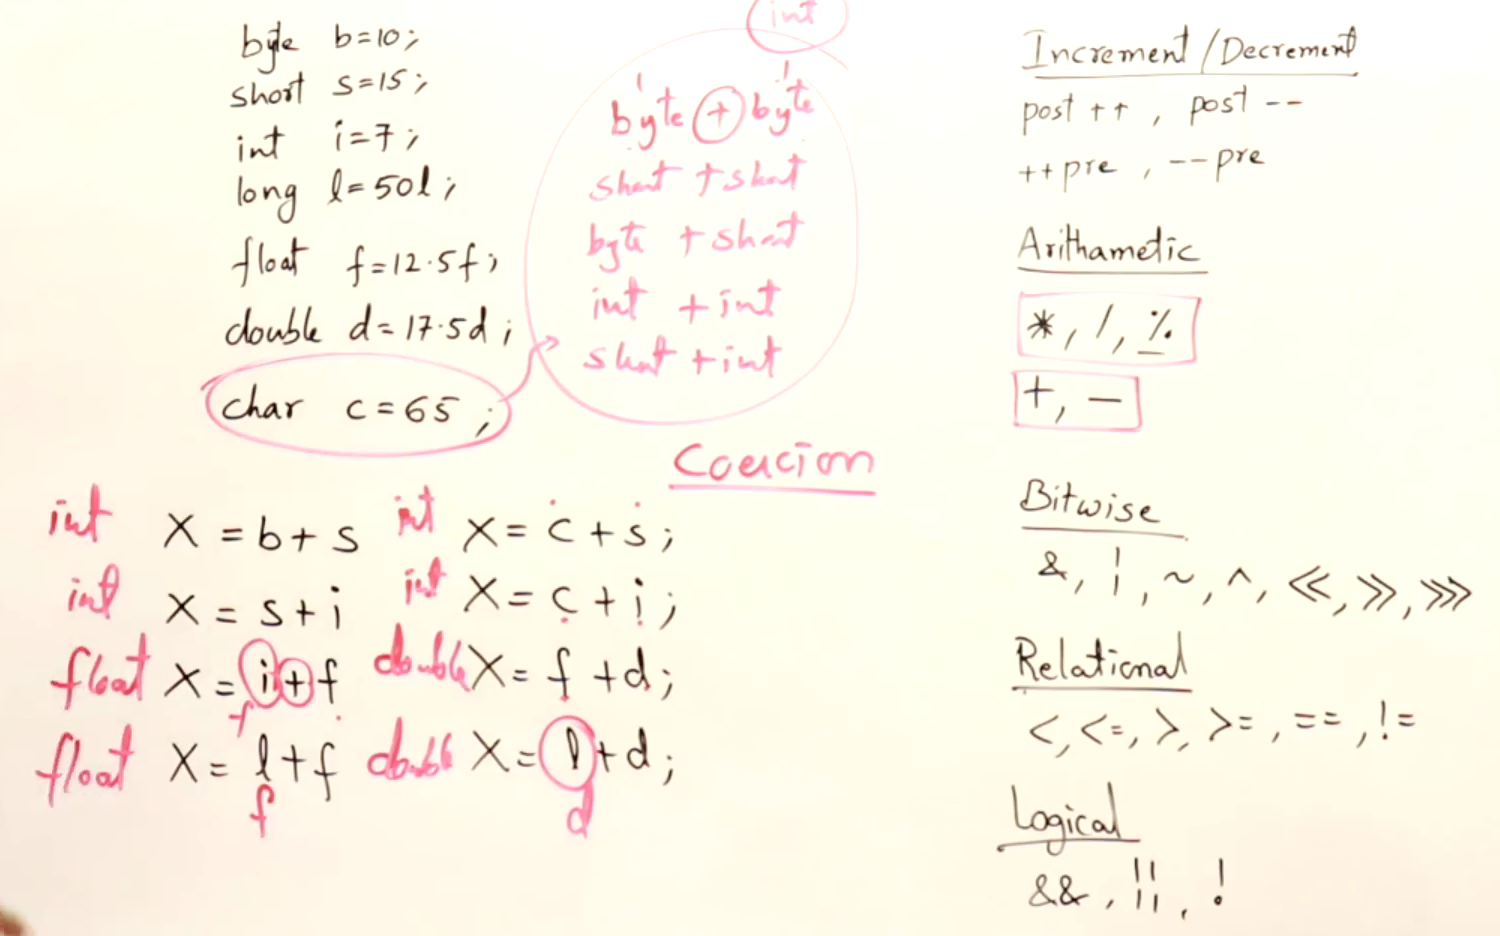 byte b=10;
short s=15;
int i=7;
long l=50l;
float f=12.5f;
double d=17.5d;
char c=65;
int
byte + byte
short + short
byte + short
int + int
short + int
Coercion
int X = b + s
int X = s + i
float X = i + f
f
float X = l + f
f
int X = c + s;
int X = c + i;
double X = f + d;
double X = l + d;
d
Increment/Decrement
post ++, post --
++pre, --pre
Arithametic
*, /, %
+, -
Bitwise
&, |, ~, ^, <<, >>, >>>
Relational
<, <=, >, >=, ==, !=
Logical
&&, ||, !